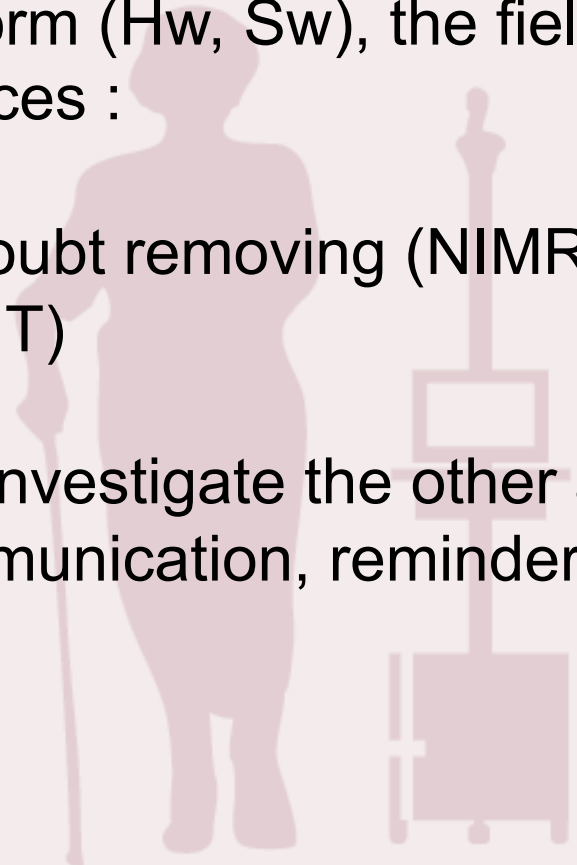 orm (Hw, Sw), the fiel
ces :
oubt removing (NIMR
T)
nvestigate the other
munication, reminder